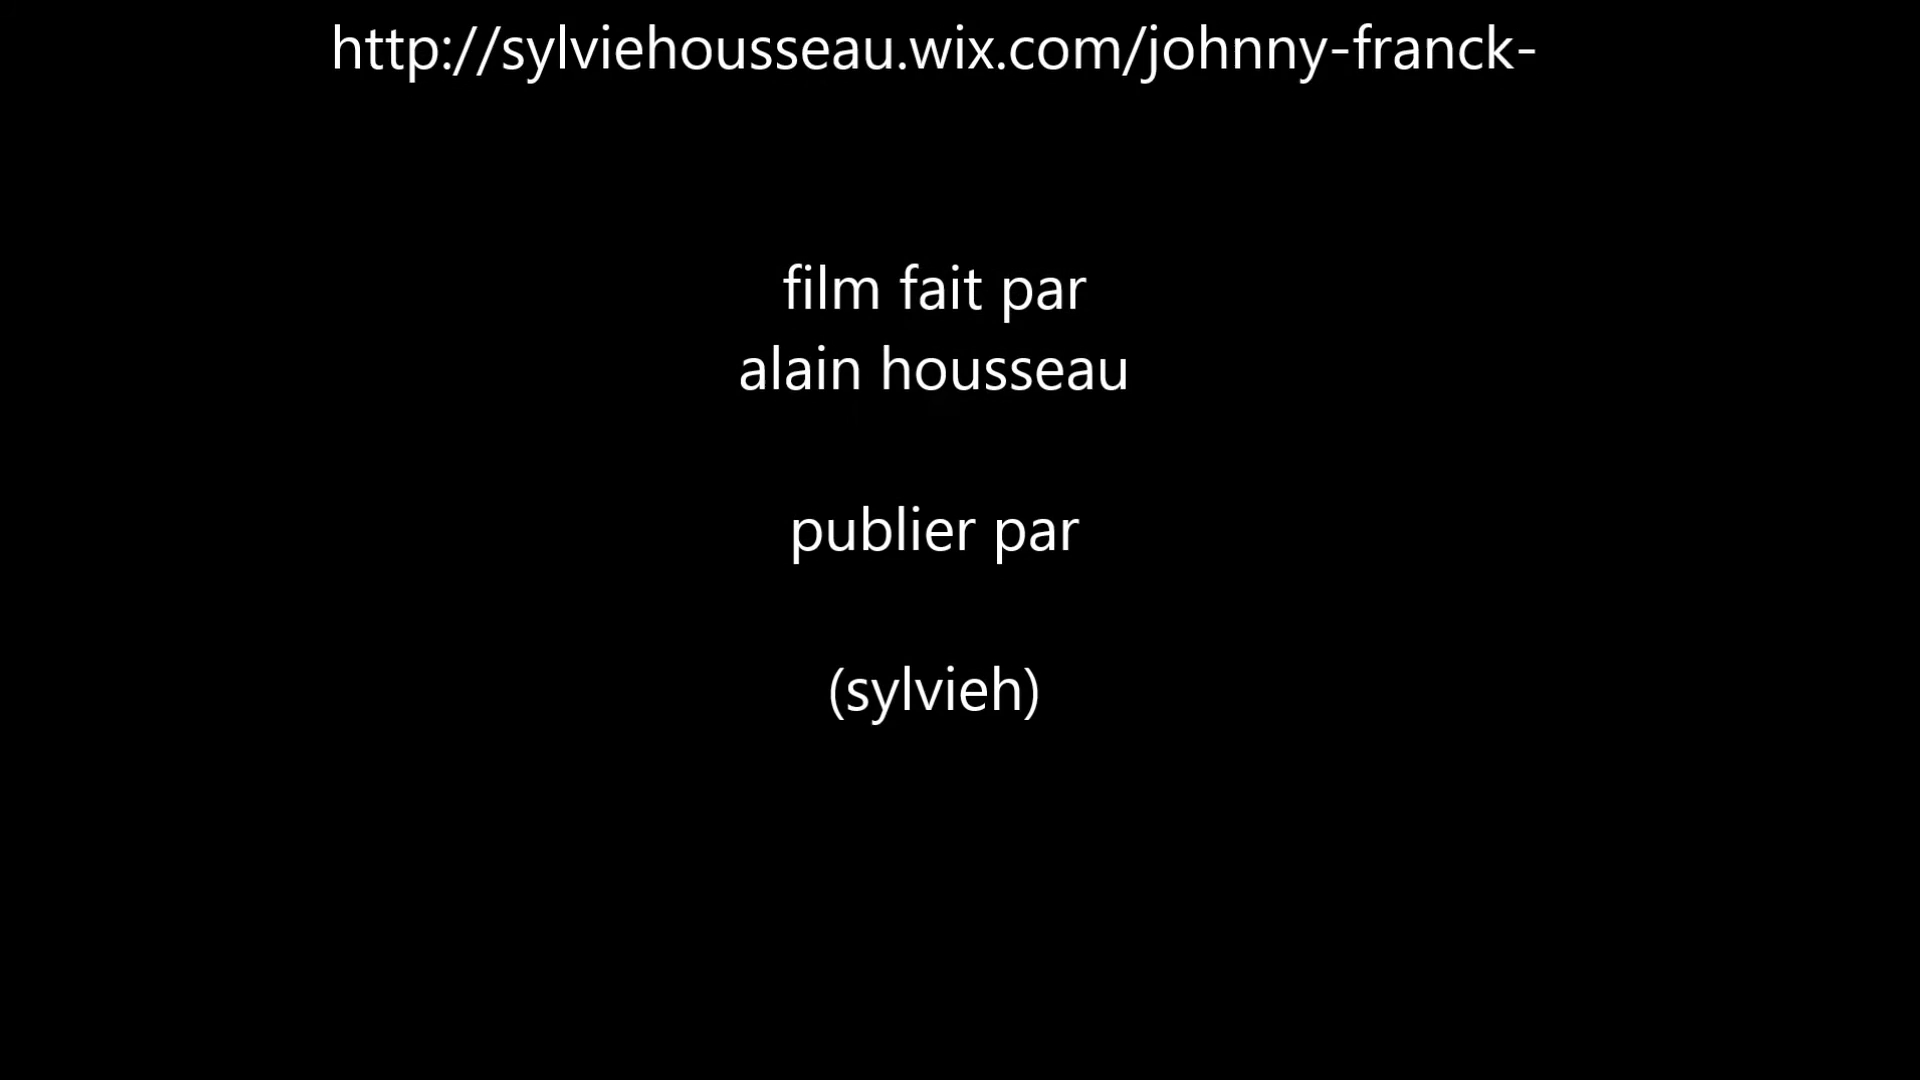 http://sylviehousseau.wix.com/johnny-franck-
film fait par
alain housseau
publier par
(sylvieh)